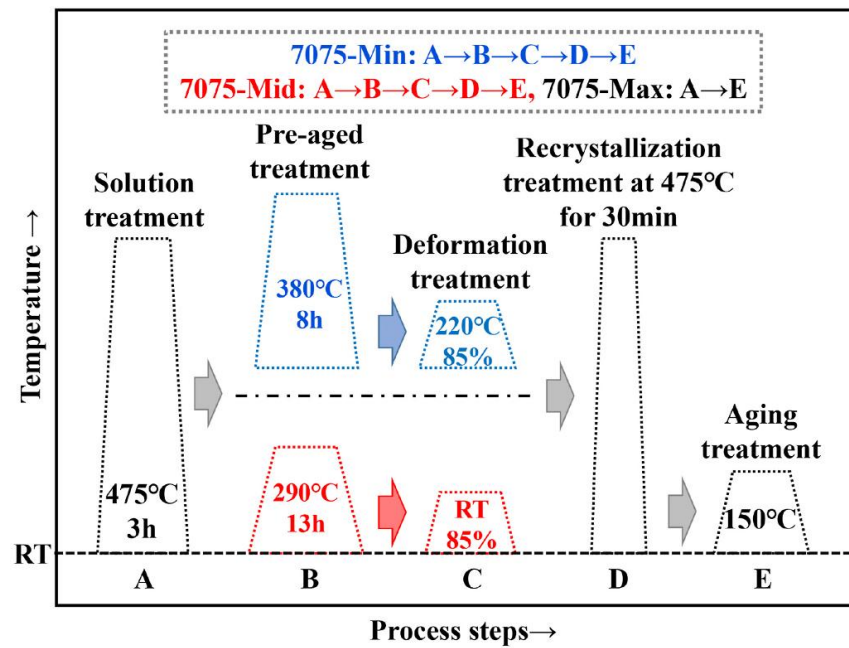 7075-Min: A→B→C→D→E
7075-Mid: A→B→C→D→E, 7075-Max: A→E
Solution
treatment
Pre-aged
treatment
Deformation
treatment
Recrystallization
treatment at 475℃
for 30min
Aging
treatment
475℃
3h
380℃
8h
220℃
85%
290℃
13h
RT
85%
150℃
RT
A
B
C
D
E
Temperature →
Process steps→